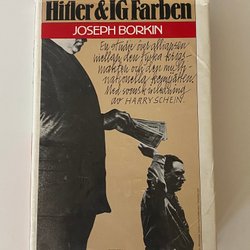 Hitler & IG Farben
JOSEPH BORKIN
En studie om alliansen
mellan den tyska krigs-
makten och den multi-
nationella kemijätten.
Med svensk inledning
av HARRY SCHEIN.